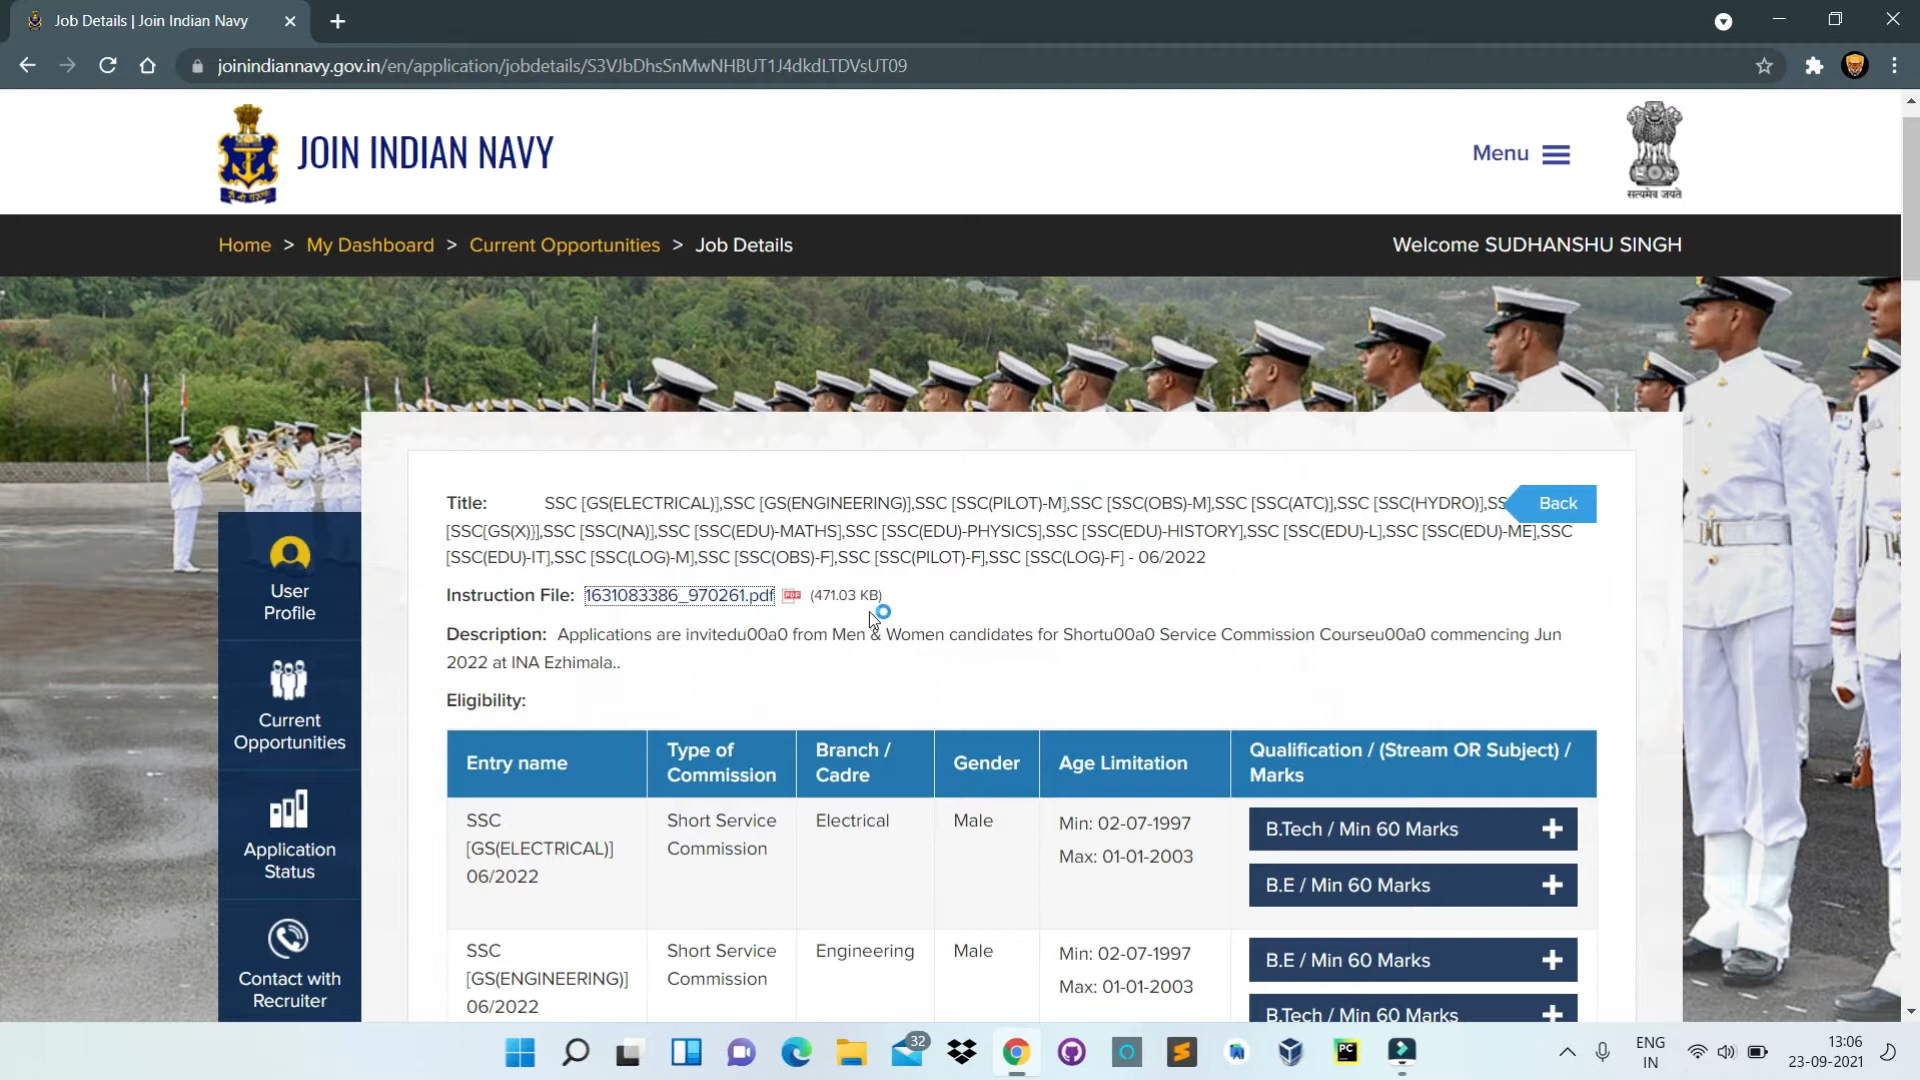 Job Details | Join Indian Navy
joinindiannavy.gov.in/en/application/jobdetails/S3VJbDhsSnMwNHBUT1J4dkdLTDVsUT09
JOIN INDIAN NAVY
Menu
सत्यमेव जयते
Home > My Dashboard > Current Opportunities > Job Details
Welcome SUDHANSHU SINGH
Title: SSC [GS(ELECTRICAL)],SSC [GS(ENGINEERING)],SSC [SSC(PILOT)-M],SSC [SSC(OBS)-M],SSC [SSC(ATC)],SSC [SSC(HYDRO)],SS
Back
[SSC[GS(X)]],SSC [SSC(NA)],SSC [SSC(EDU)-MATHS],SSC [SSC(EDU)-PHYSICS],SSC [SSC(EDU)-HISTORY],SSC [SSC(EDU)-L],SSC [SSC(EDU)-ME],SSC
[SSC(EDU)-IT],SSC [SSC(LOG)-M],SSC [SSC(OBS)-F],SSC [SSC(PILOT)-F],SSC [SSC(LOG)-F] - 06/2022
Instruction File: 1631083386_970261.pdf PDF (471.03 KB)
Description: Applications are invitedu00a0 from Men & Women candidates for Shortu00a0 Service Commission Courseu00a0 commencing Jun
2022 at INA Ezhimala..
Eligibility:
User
Profile
Current
Opportunities
Application
Status
Contact with
Recruiter
Entry name
Type of
Commission
Branch /
Cadre
Gender
Age Limitation
Qualification / (Stream OR Subject) /
Marks
SSC
[GS(ELECTRICAL)]
06/2022
Short Service
Commission
Electrical
Male
Min: 02-07-1997
Max: 01-01-2003
B.Tech / Min 60 Marks +
B.E / Min 60 Marks +
SSC
[GS(ENGINEERING)]
06/2022
Short Service
Commission
Engineering
Male
Min: 02-07-1997
Max: 01-01-2003
B.E / Min 60 Marks +
B.Tech / Min 60 Marks +
32
PC
ENG
IN
13:06
23-09-2021